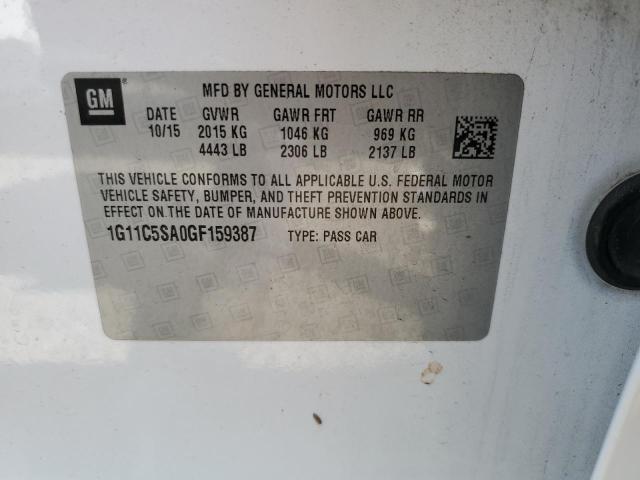 GM
MFD BY GENERAL MOTORS LLC
DATE GVWR GAWR FRT GAWR RR
10/15 2015 KG 1046 KG 969 KG
4443 LB 2306 LB 2137 LB
THIS VEHICLE CONFORMS TO ALL APPLICABLE U.S. FEDERAL MOTOR
VEHICLE SAFETY, BUMPER, AND THEFT PREVENTION STANDARDS IN
EFFECT ON THE DATE OF MANUFACTURE SHOWN ABOVE.
1G11C5SA0GF159387 TYPE: PASS CAR